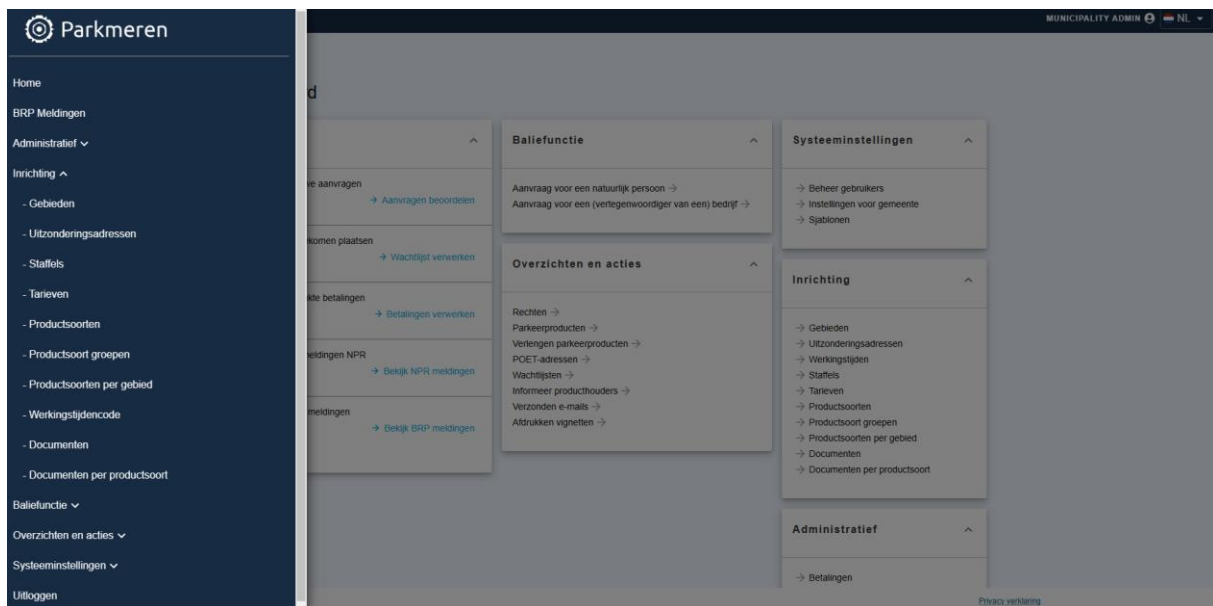 Parkmeren
Home
BRP Meldingen
Administratief
Inrichting
- Gebieden
- Uitzonderingsadressen
- Staffels
- Tarieven
- Productsoorten
- Productsoort groepen
- Productsoorten per gebied
- Werkingstijdencode
- Documenten
- Documenten per productsoort
Baliefunctie
Overzichten en acties
Systeeminstellingen
Uitloggen
MUNICIPALITY ADMIN NL
d
ve aanvragen
→ Aanvragen beoordelen
komen plaatsen
→ Wachtlijst verwerken
kte betalingen
→ Betalingen verwerken
eldingen NPR
→ Bekijk NPR meldingen
meldingen
→ Bekijk BRP meldingen
Baliefunctie
Aanvraag voor een natuurlijk persoon →
Aanvraag voor een (vertegenwoordiger van een) bedrijf →
Overzichten en acties
Rechten →
Parkeerproducten →
Verlengen parkeerproducten →
POET-adressen →
Wachtlijsten →
Informeer producthouders →
Verzonden e-mails →
Afdrukken vignetten →
Systeeminstellingen
→ Beheer gebruikers
→ Instellingen voor gemeente
→ Sjablonen
Inrichting
→ Gebieden
→ Uitzonderingsadressen
→ Werkingstijden
→ Staffels
→ Tarieven
→ Productsoorten
→ Productsoort groepen
→ Productsoorten per gebied
→ Documenten
→ Documenten per productsoort
Administratief
→ Betalingen
Privacy verklaring